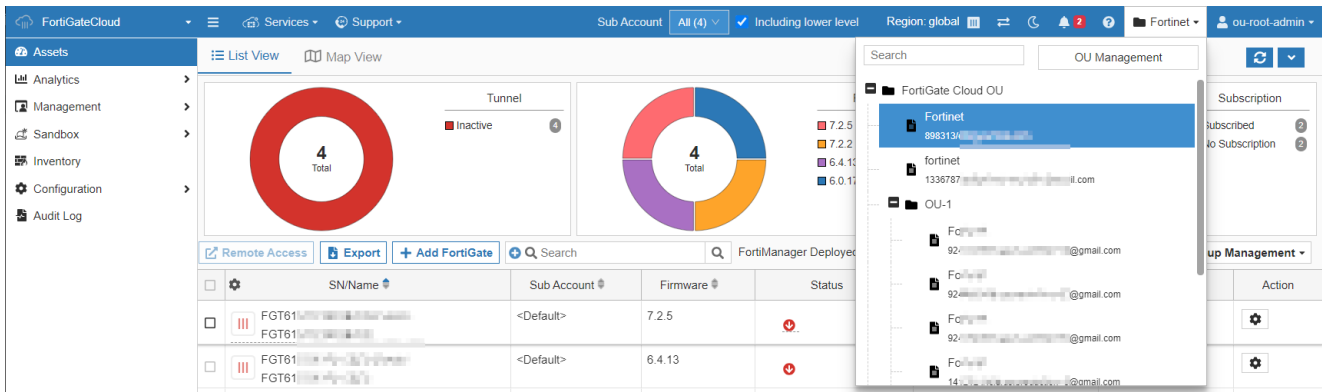 FortiGateCloud Services Support Sub Account All (4) Including lower level Region: global 2 Fortinet ou-root-admin
Assets
Analytics
Management
Sandbox
Inventory
Configuration
Audit Log
List View Map View
Tunnel
Inactive 4
4
Total
4
Total
7.2.5
7.2.2
6.4.13
6.0.17
Subscription
2
No Subscription 2
Search OU Management
FortiGate Cloud OU
Fortinet
898313/
fortinet
1336787 il.com
OU-1
924 @gmail.com
924 @gmail.com
924 @gmail.com
14 @gmail.com
Remote Access Export Add FortiGate Search FortiManager Deployed up Management
SN/Name Sub Account Firmware Status Action
FGT61 <Default> 7.2.5
FGT61
FGT61 <Default> 6.4.13
FGT61